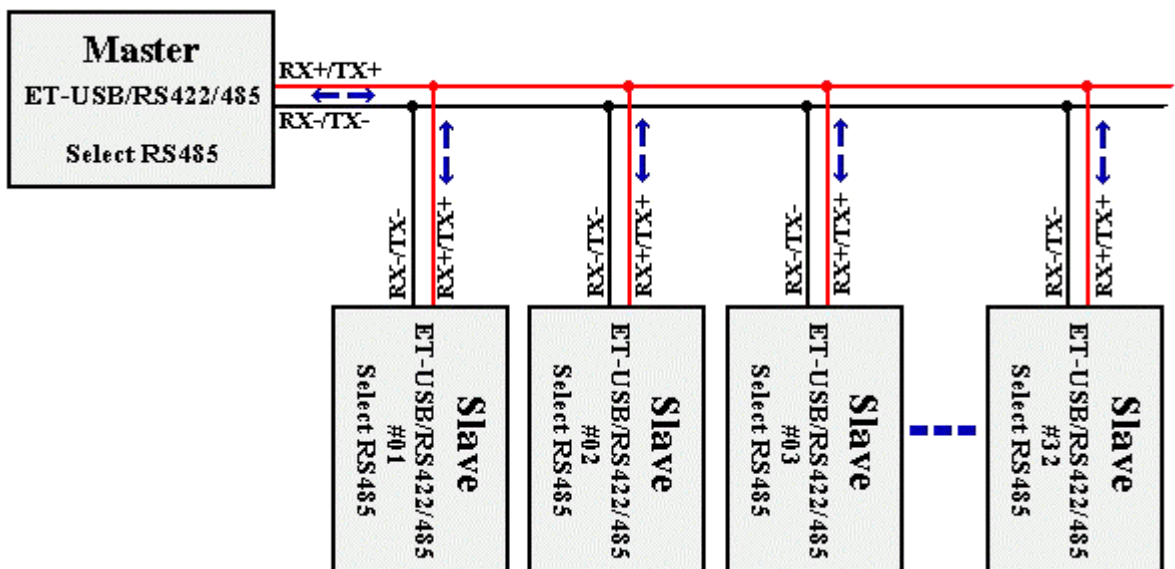 Master
ET-USB/RS422/485
Select RS485
RX+/TX+
RX-/TX-
RX-/TX-
RX+/TX+
RX-/TX-
RX+/TX+
RX-/TX-
RX+/TX+
RX-/TX-
RX+/TX+
Slave
ET-USB/RS422/485
#01
Select RS485
Slave
ET-USB/RS422/485
#02
Select RS485
Slave
ET-USB/RS422/485
#03
Select RS485
Slave
ET-USB/RS422/485
#32
Select RS485